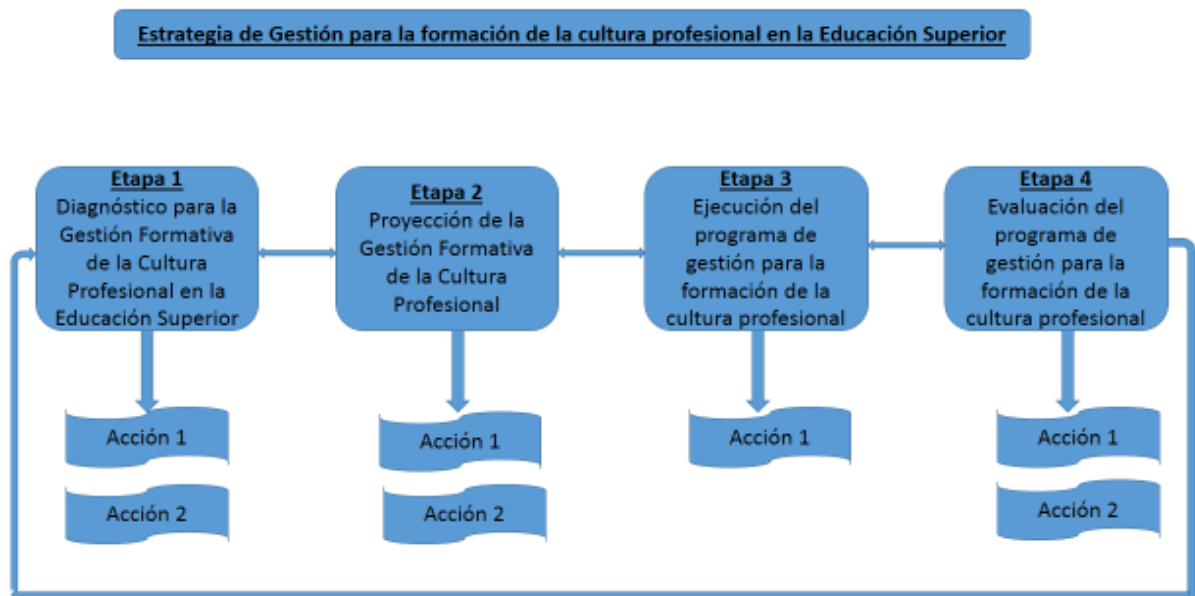 Estrategia de Gestión para la formación de la cultura profesional en la Educación Superior
Etapa 1
Diagnóstico para la
Gestión Formativa
de la Cultura
Profesional en la
Educación Superior
Etapa 2
Proyección de la
Gestión Formativa
de la Cultura
Profesional
Etapa 3
Ejecución del
programa de
gestión para la
formación de la
cultura profesional
Etapa 4
Evaluación del
programa de
gestión para la
formación de la
cultura profesional
Acción 1
Acción 2
Acción 1
Acción 2
Acción 1
Acción 1
Acción 2